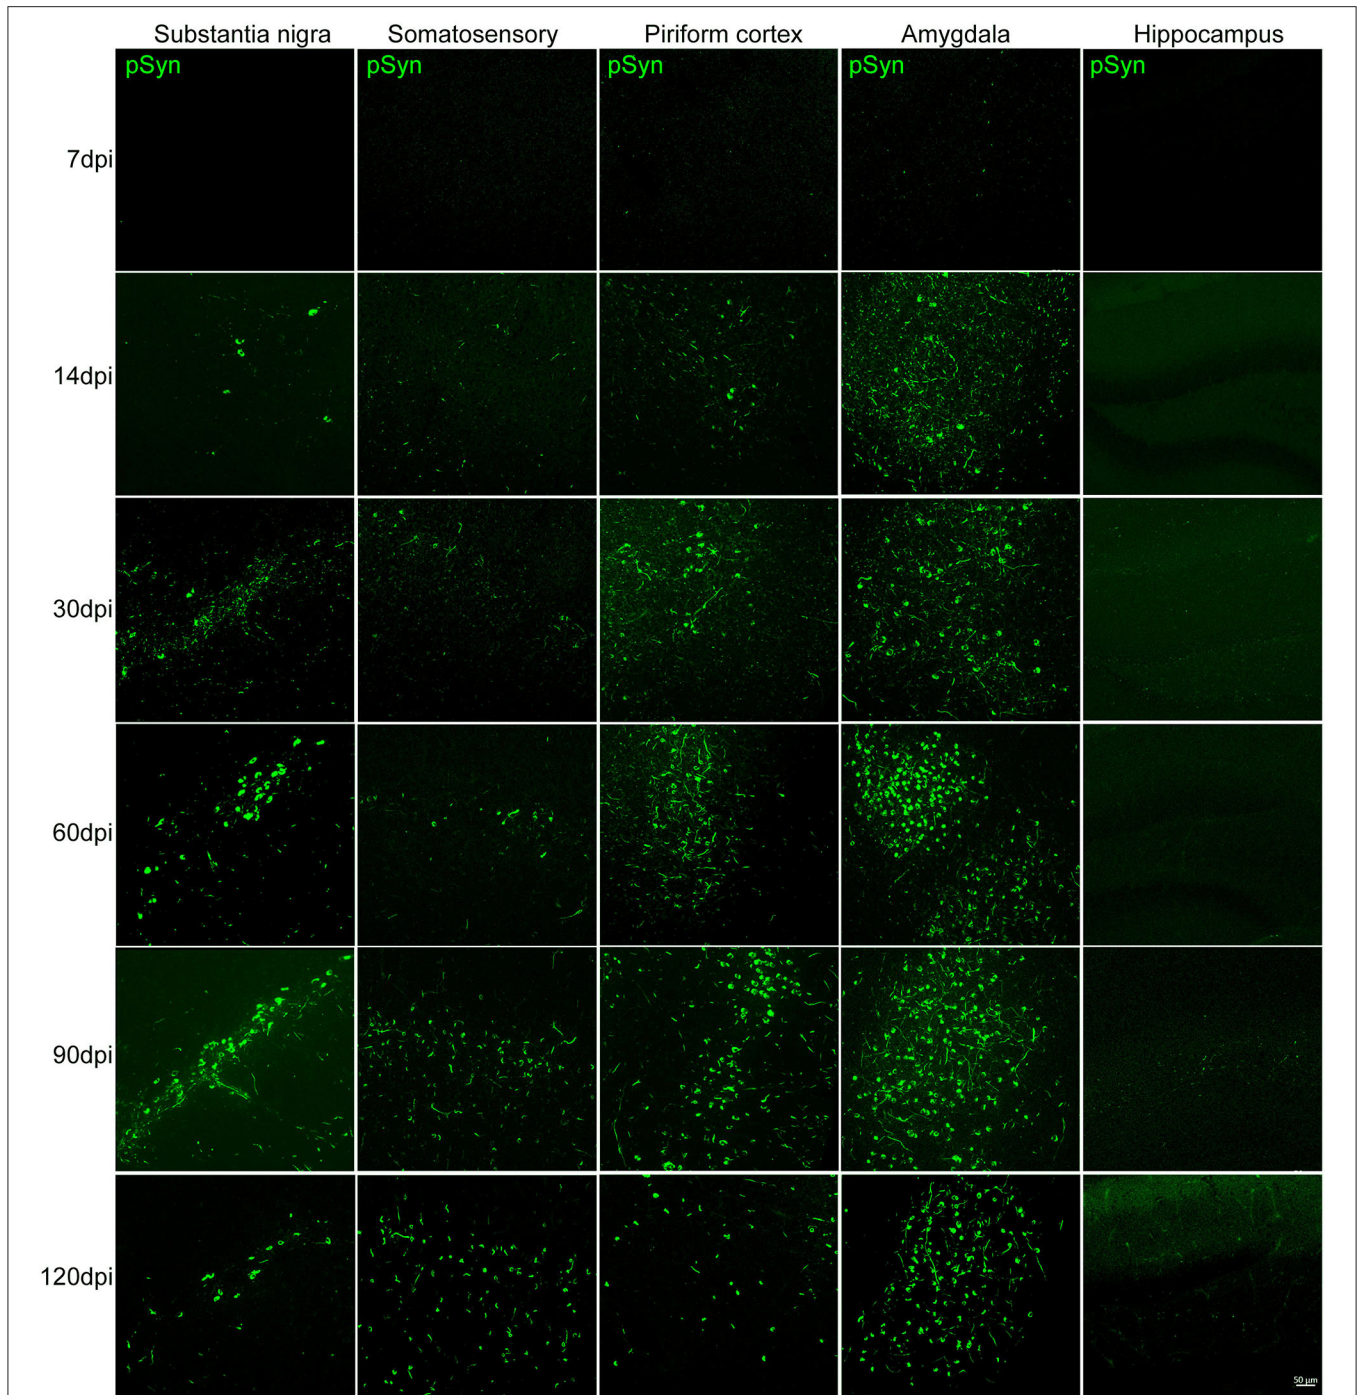 Substantia nigra Somatosensory Piriform cortex Amygdala Hippocampus
pSyn pSyn pSyn pSyn pSyn
7dpi
14dpi
30dpi
60dpi
90dpi
120dpi
50 µm